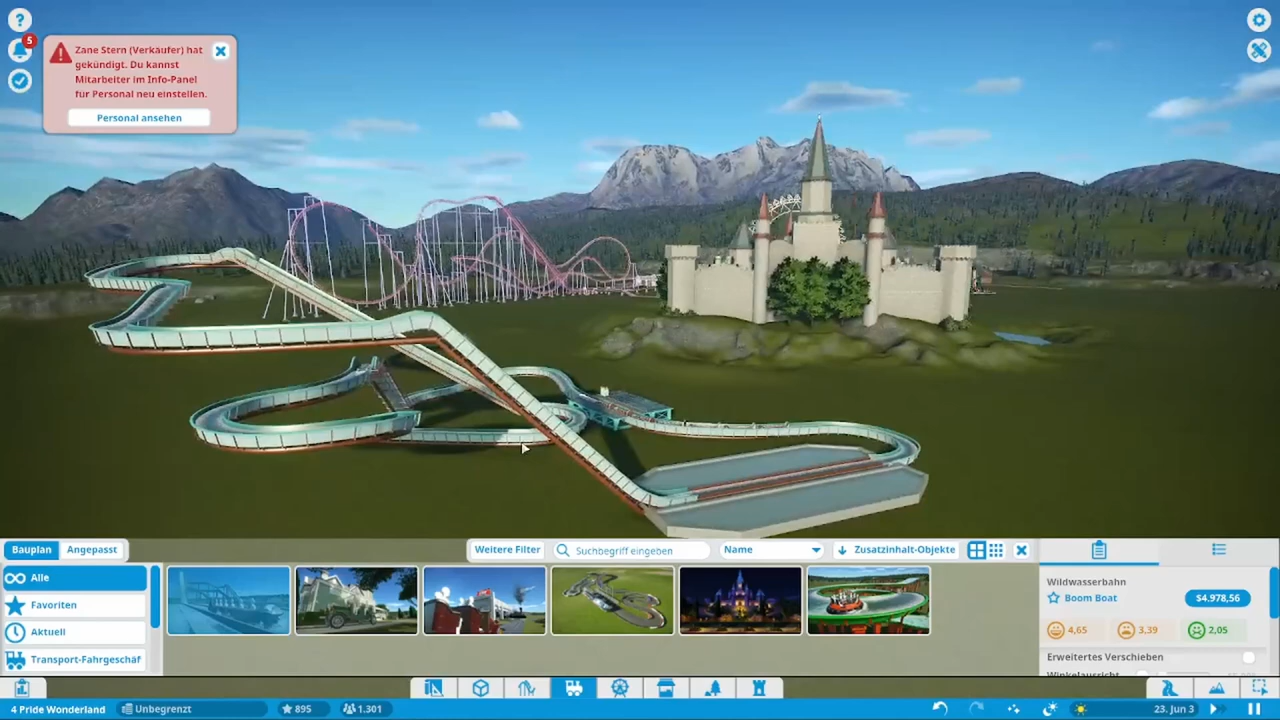 ?
5
Zane Stern (Verkäufer) hat
gekündigt. Du kannst
Mitarbeiter im Info-Panel
für Personal neu einstellen.
Personal ansehen
Bauplan
Angepasst
Weitere Filter
Suchbegriff eingeben
Name
Zusatzinhalt-Objekte
Alle
Favoriten
Aktuell
Transport-Fahrgeschäf
Wildwasserbahn
Boom Boat
$4.978,56
4,65
3,39
2,05
Erweitertes Verschieben
4 Pride Wonderland
Unbegrenzt
895
1.301
23. Jun 3